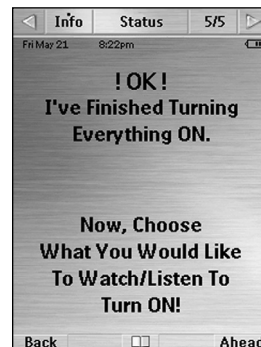 Info Status 5/5
Fri May 21 8:22pm
! OK !
I've Finished Turning
Everything ON.
Now, Choose
What You Would Like
To Watch/Listen To
Turn ON!
Back Ahead